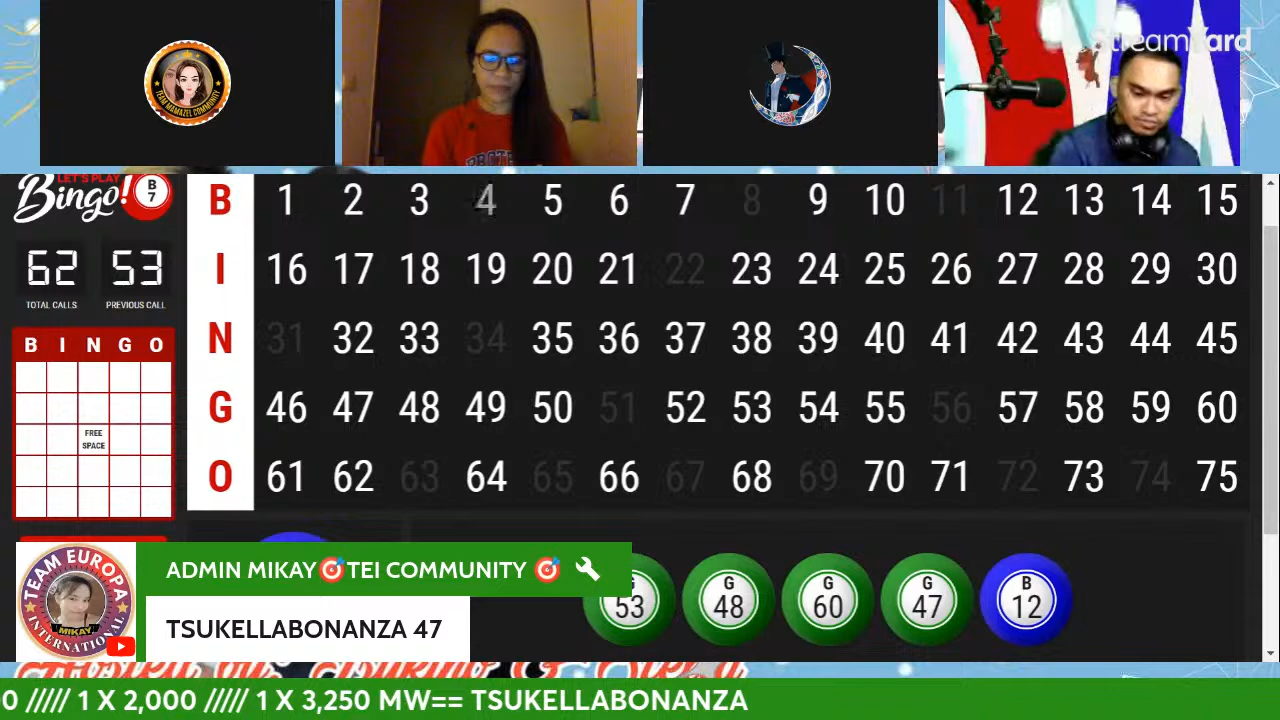 TEAM MAMAZEL COMMUNITY
StreamYard
LET'S PLAY
Bingo!
B
7
62
53
TOTAL CALLS
PREVIOUS CALL
B I N G O
FREE
SPACE
B 1 2 3 4 5 6 7 8 9 10 11 12 13 14 15
I 16 17 18 19 20 21 22 23 24 25 26 27 28 29 30
N 31 32 33 34 35 36 37 38 39 40 41 42 43 44 45
G 46 47 48 49 50 51 52 53 54 55 56 57 58 59 60
O 61 62 63 64 65 66 67 68 69 70 71 72 73 74 75
G
53
G
48
G
60
G
47
B
12
TEAM EUROPA
MIKAY
INTERNATIONAL
ADMIN MIKAY🎯TEI COMMUNITY 🎯 🔧
TSUKELLABONANZA 47
0 ///// 1 X 2,000 ///// 1 X 3,250 MW== TSUKELLABONANZA